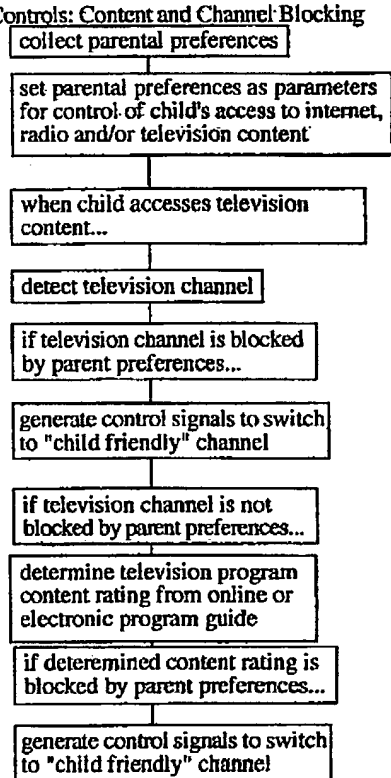 Controls: Content and Channel Blocking
collect parental preferences
set parental preferences as parameters
for control of child's access to internet,
radio and/or television content
when child accesses television
content...
detect television channel
if television channel is blocked
by parent preferences...
generate control signals to switch
to "child friendly" channel
if television channel is not
blocked by parent preferences...
determine television program
content rating from online or
electronic program guide
if deteremined content rating is
blocked by parent preferences...
generate control signals to switch
to "child friendly" channel